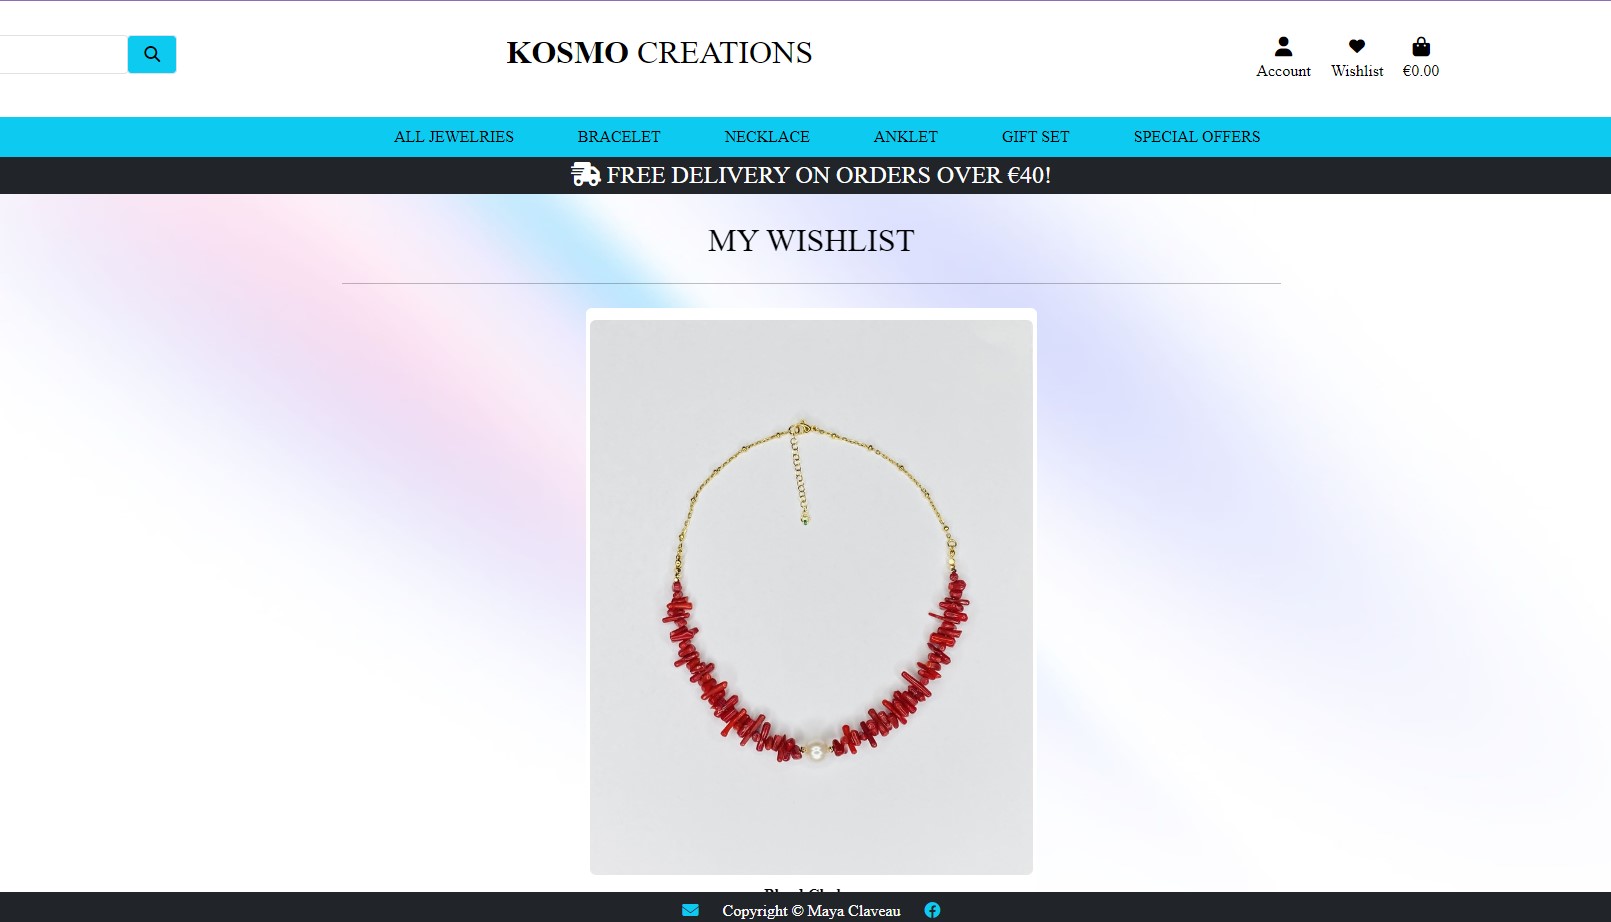 KOSMO CREATIONS
Account
Wishlist
€0.00
ALL JEWELRIES
BRACELET
NECKLACE
ANKLET
GIFT SET
SPECIAL OFFERS
FREE DELIVERY ON ORDERS OVER €40!
MY WISHLIST
Copyright © Maya Claveau